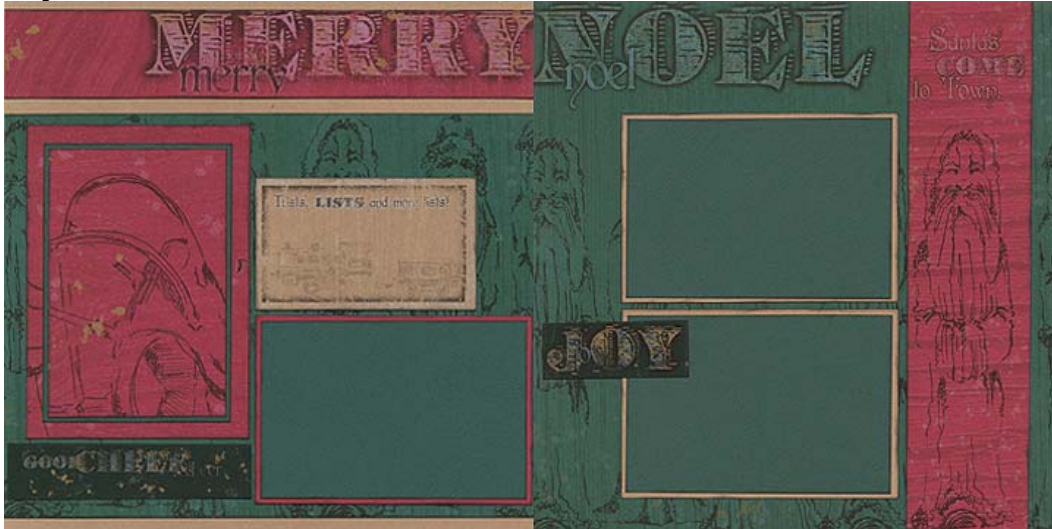 MERRY
merry
Lists, LISTS and more lists!
GOOD CHEER
NOEL
noel
Santa's
COME
to Town.
JOY